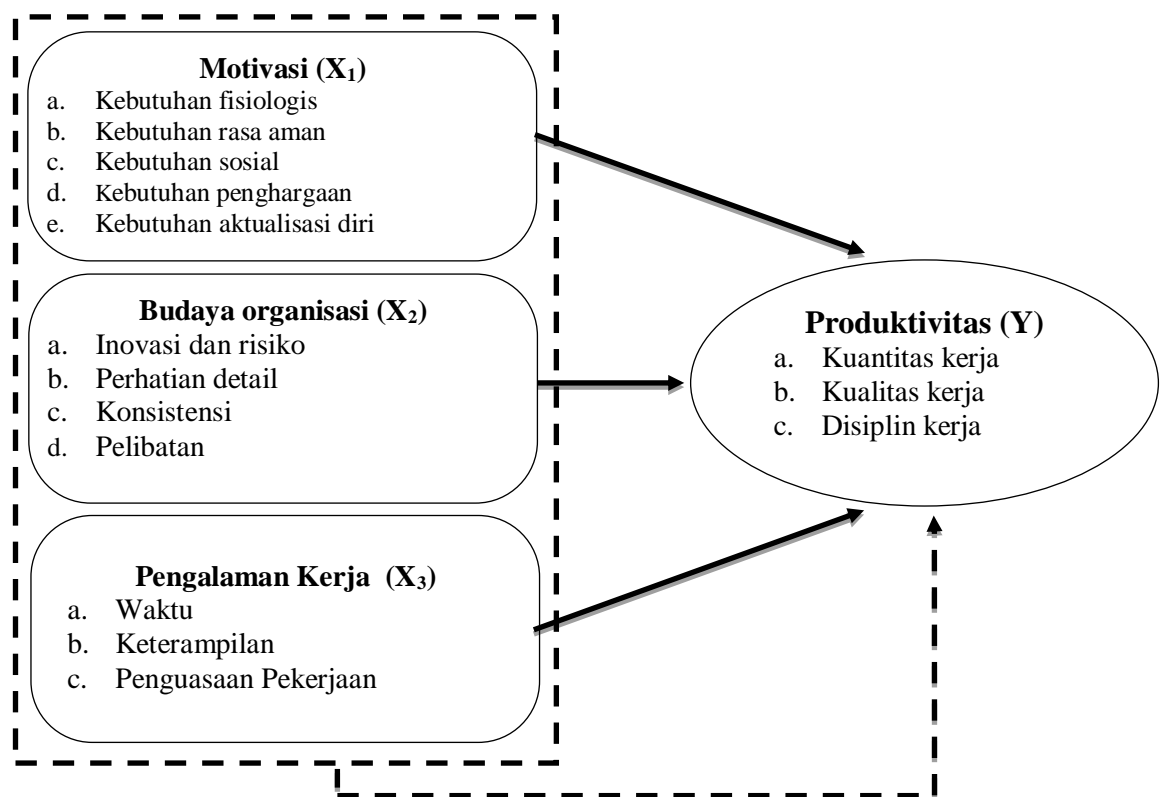 Motivasi (X₁)
a. Kebutuhan fisiologis
b. Kebutuhan rasa aman
c. Kebutuhan sosial
d. Kebutuhan penghargaan
e. Kebutuhan aktualisasi diri
Budaya organisasi (X₂)
a. Inovasi dan risiko
b. Perhatian detail
c. Konsistensi
d. Pelibatan
Pengalaman Kerja (X₃)
a. Waktu
b. Keterampilan
c. Penguasaan Pekerjaan
Produktivitas (Y)
a. Kuantitas kerja
b. Kualitas kerja
c. Disiplin kerja